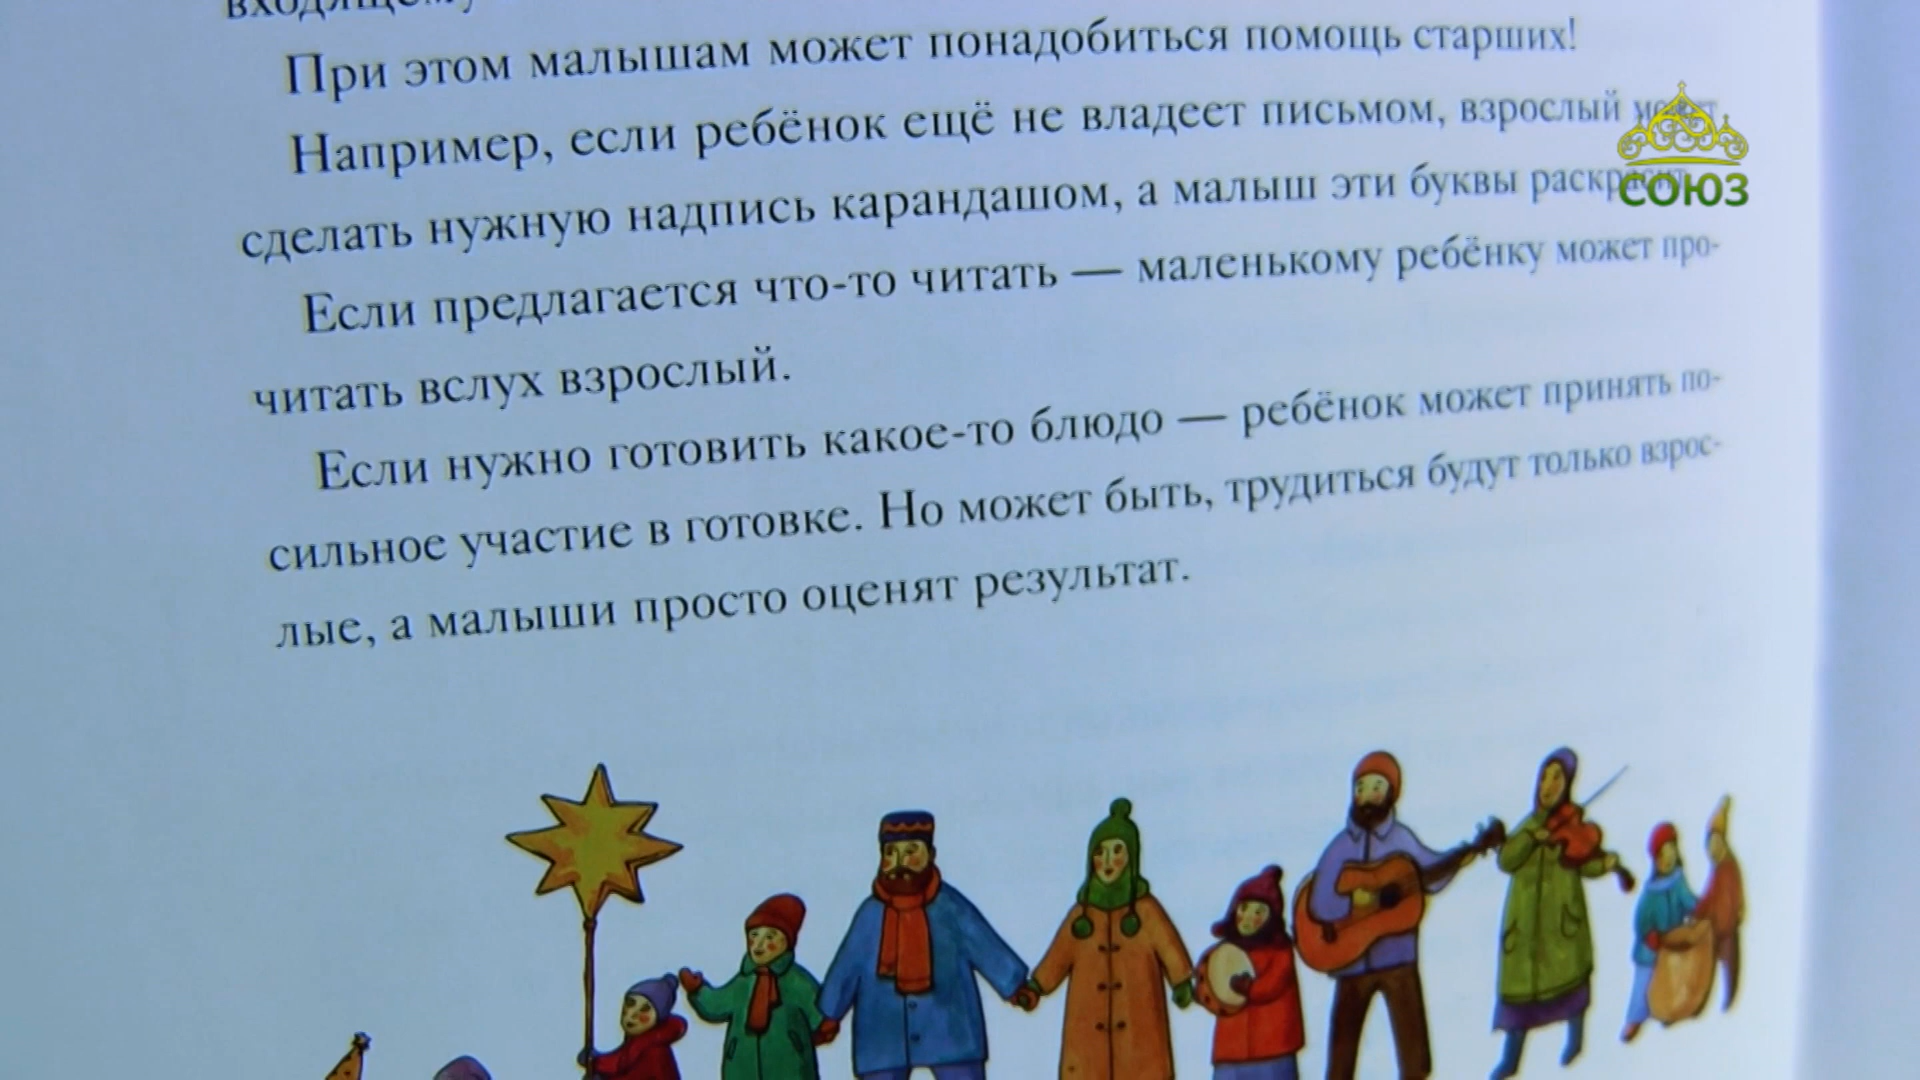 входящему
При этом малышам может понадобиться помощь старших!
Например, если ребёнок ещё не владеет письмом, взрослый может
сделать нужную надпись карандашом, а малыш эти буквы раскрасит.
Если предлагается что-то читать — маленькому ребёнку может про-
читать вслух взрослый.
Если нужно готовить какое-то блюдо — ребёнок может принять по-
сильное участие в готовке. Но может быть, трудиться будут только взрос-
лые, а малыши просто оценят результат.
СОЮЗ